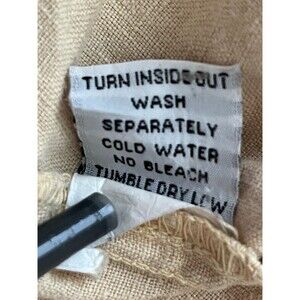 TURN INSIDE OUT
WASH
SEPARATELY
COLD WATER
NO BLEACH
TUMBLE DRY LOW